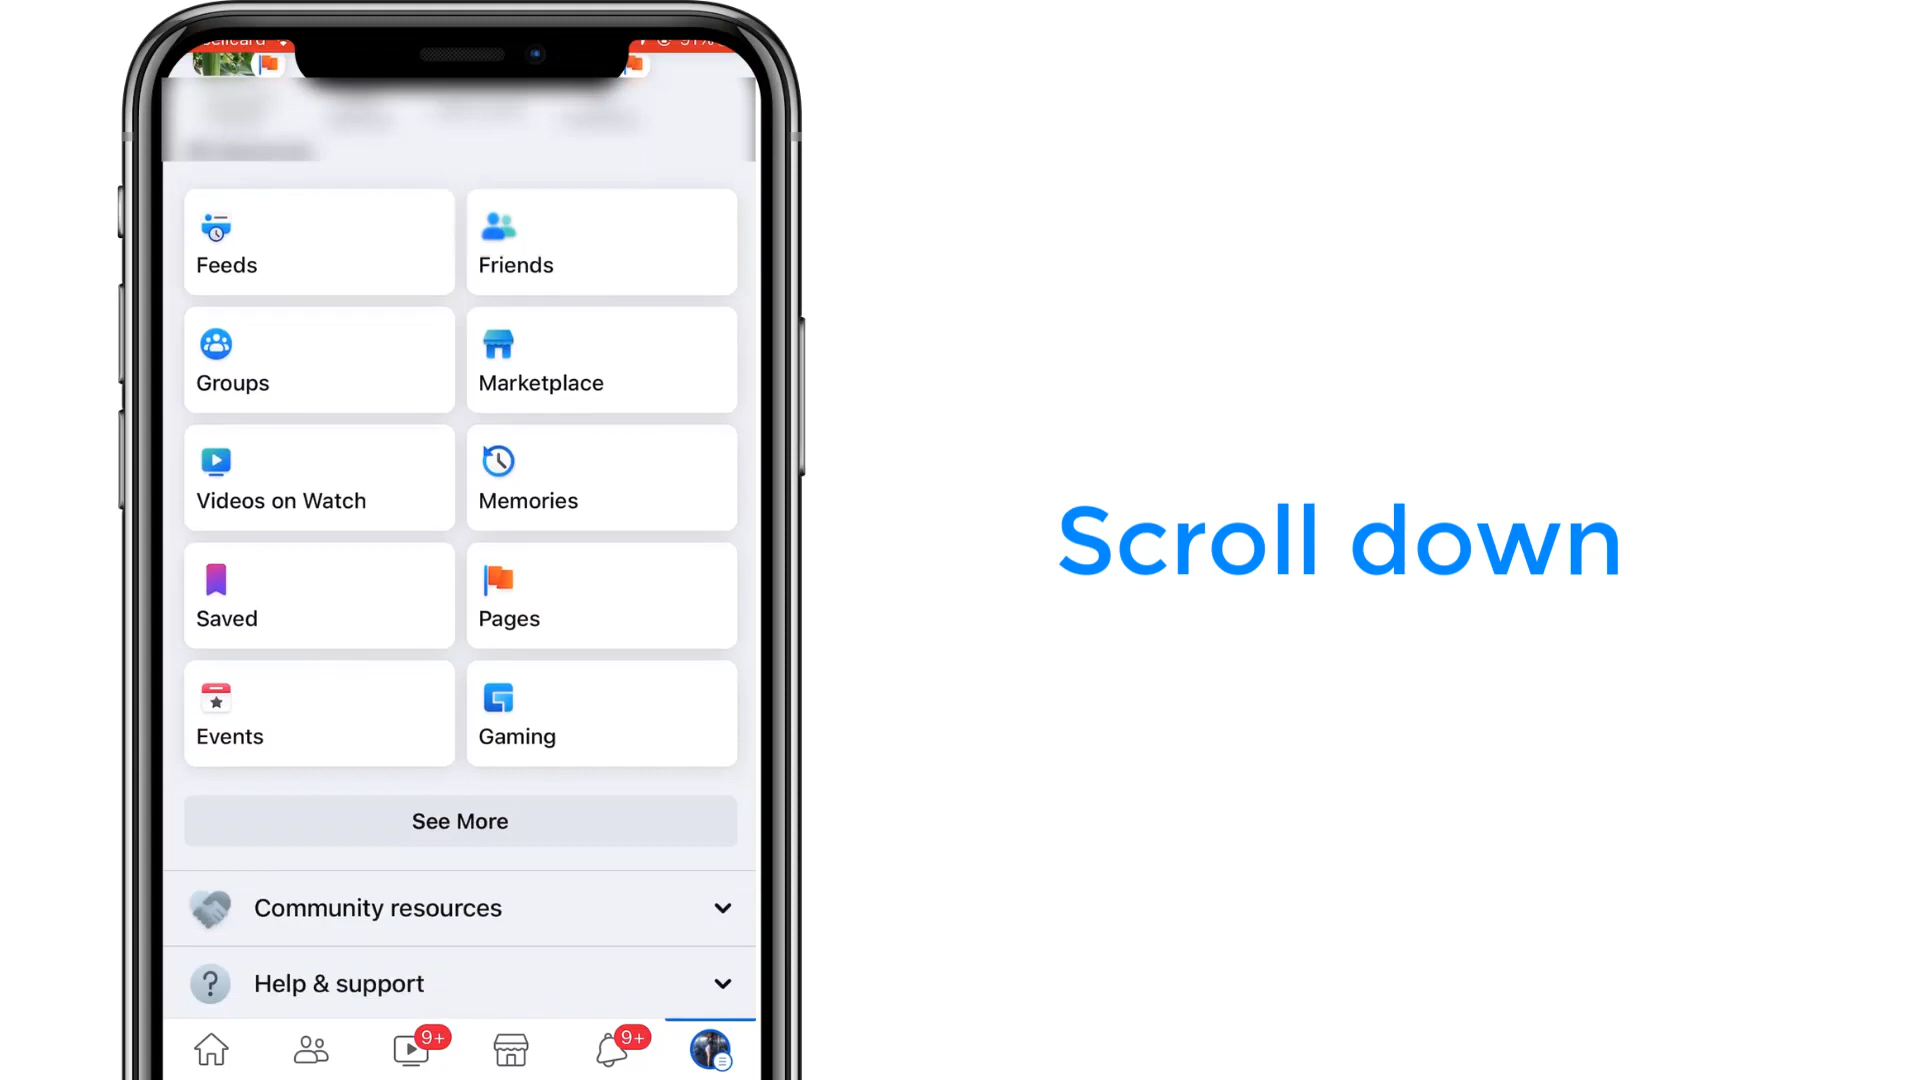 Feeds
Friends
Groups
Marketplace
Videos on Watch
Memories
Saved
Pages
Events
Gaming
See More
Community resources
Help & support
9+
9+
Scroll down